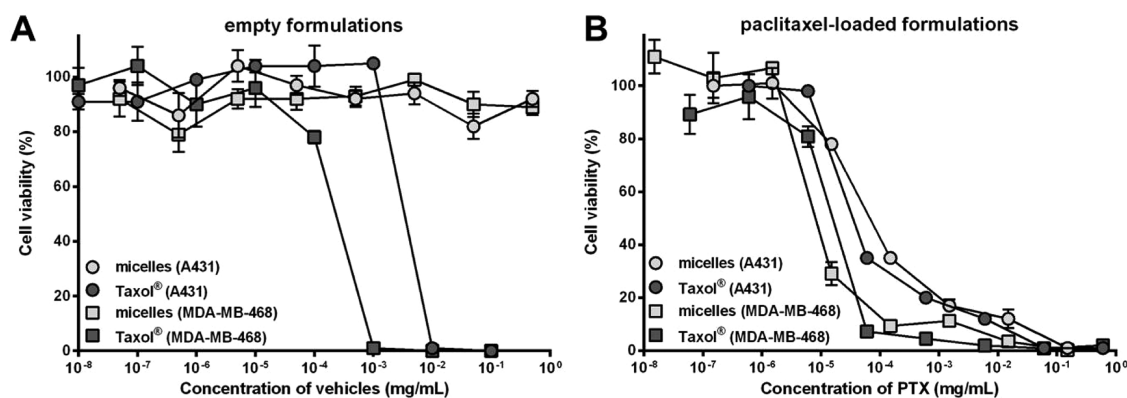 A
empty formulations
Cell viability (%)
100
80
60
40
20
0
micelles (A431)
Taxol® (A431)
micelles (MDA-MB-468)
Taxol® (MDA-MB-468)
10⁻⁸ 10⁻⁷ 10⁻⁶ 10⁻⁵ 10⁻⁴ 10⁻³ 10⁻² 10⁻¹ 10⁰
Concentration of vehicles (mg/mL)
B
paclitaxel-loaded formulations
Cell viability (%)
120
100
80
60
40
20
0
micelles (A431)
Taxol® (A431)
micelles (MDA-MB-468)
Taxol® (MDA-MB-468)
10⁻⁸ 10⁻⁷ 10⁻⁶ 10⁻⁵ 10⁻⁴ 10⁻³ 10⁻² 10⁻¹ 10⁰
Concentration of PTX (mg/mL)